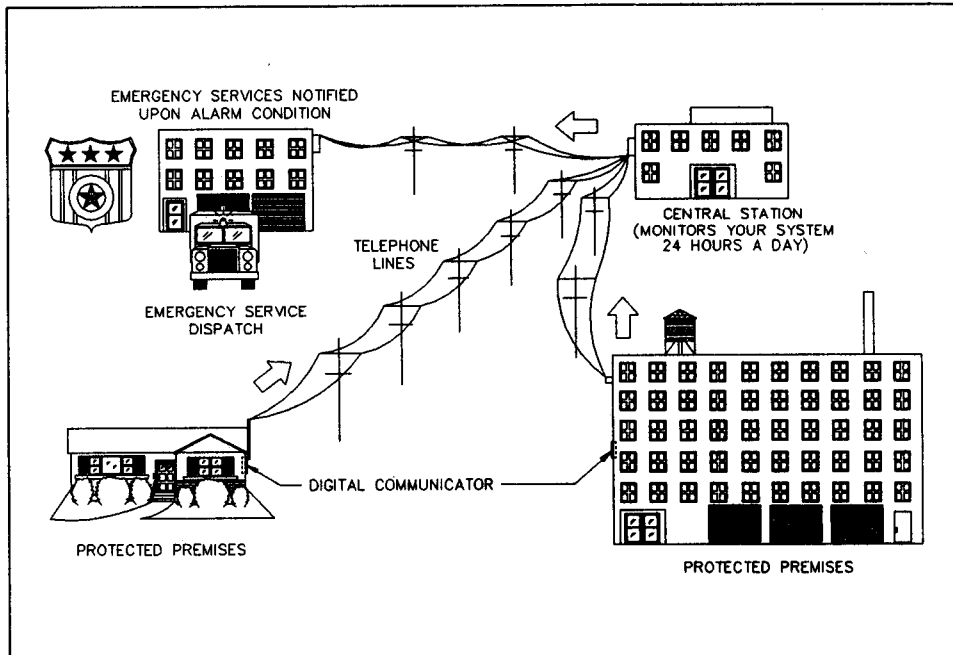 EMERGENCY SERVICES NOTIFIED
UPON ALARM CONDITION
CENTRAL STATION
(MONITORS YOUR SYSTEM
24 HOURS A DAY)
TELEPHONE
LINES
EMERGENCY SERVICE
DISPATCH
DIGITAL COMMUNICATOR
PROTECTED PREMISES
PROTECTED PREMISES